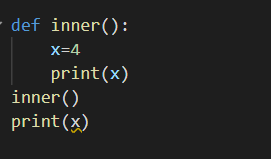 def inner():
    x=4
    print(x)
inner()
print(x)